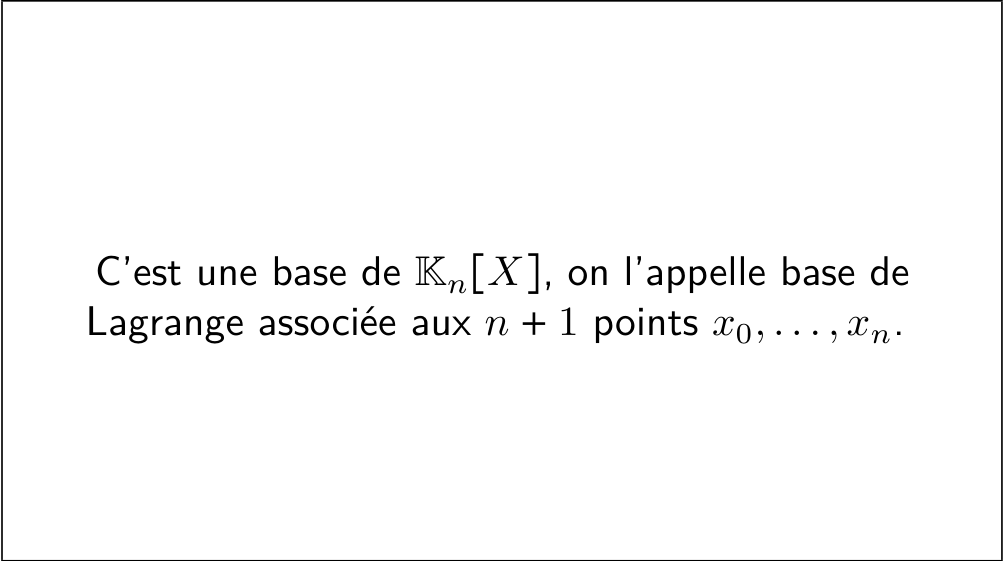 C'est une base de $\mathbb{K}_n[X]$, on l'appelle base de
Lagrange associée aux $n + 1$ points $x_0, \ldots, x_n$.